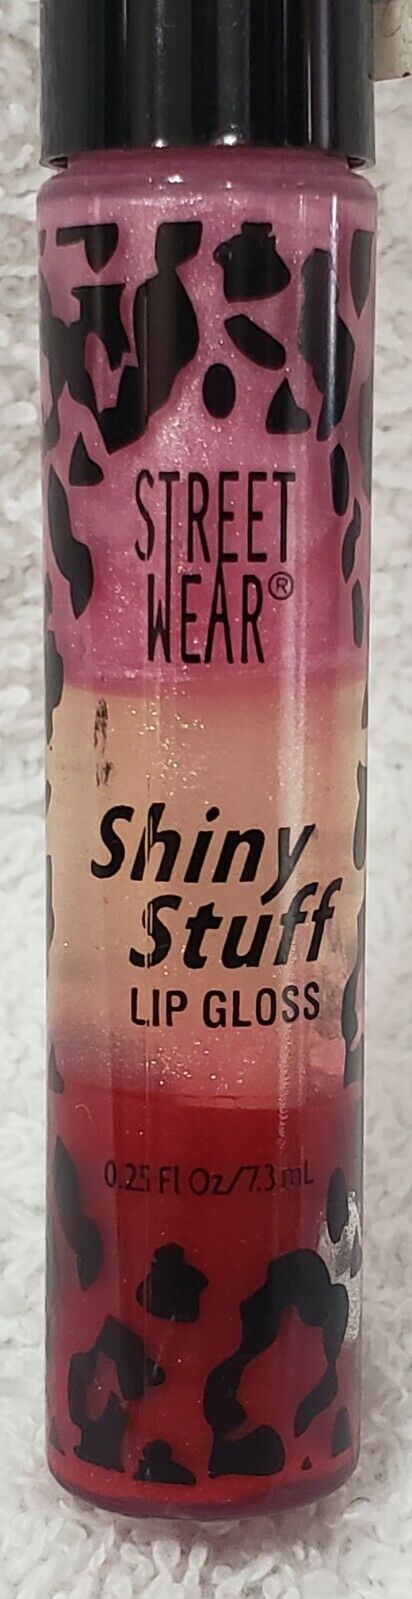 STREET
WEAR®
Shiny
Stuff
LIP GLOSS
0.25 Fl Oz/7.3 mL